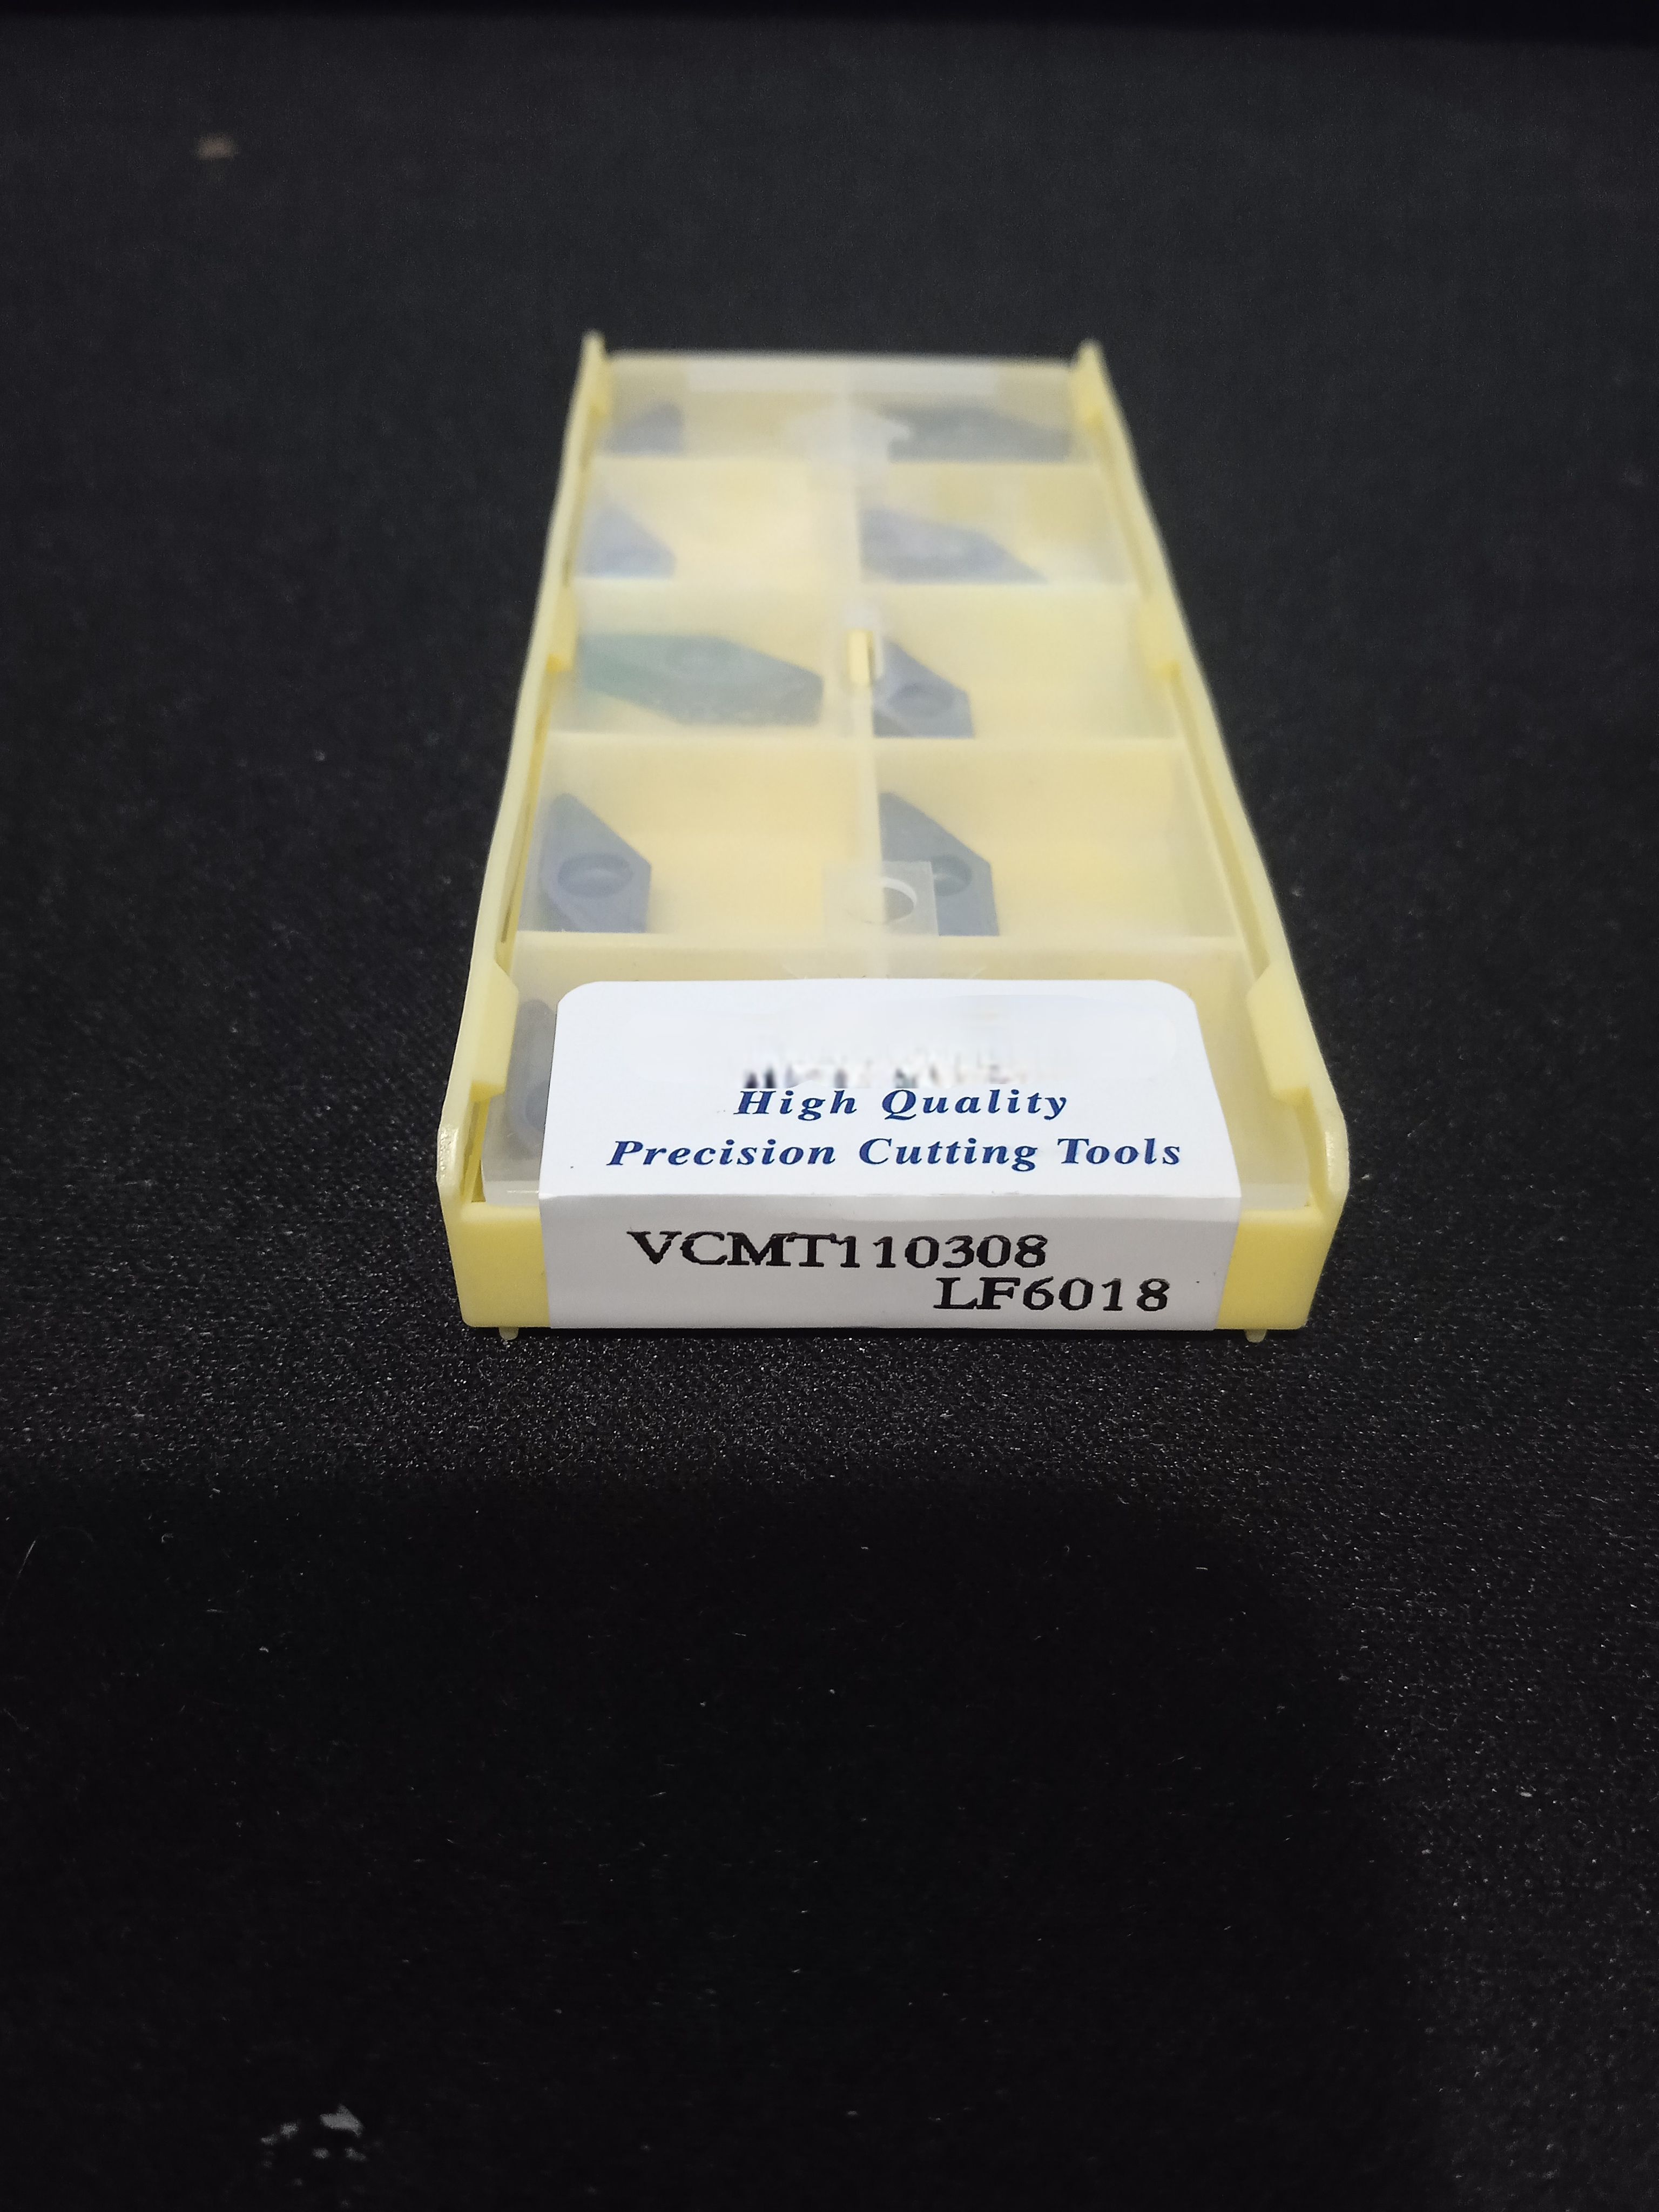 High Quality
Precision Cutting Tools
VCMT110308
LF6018